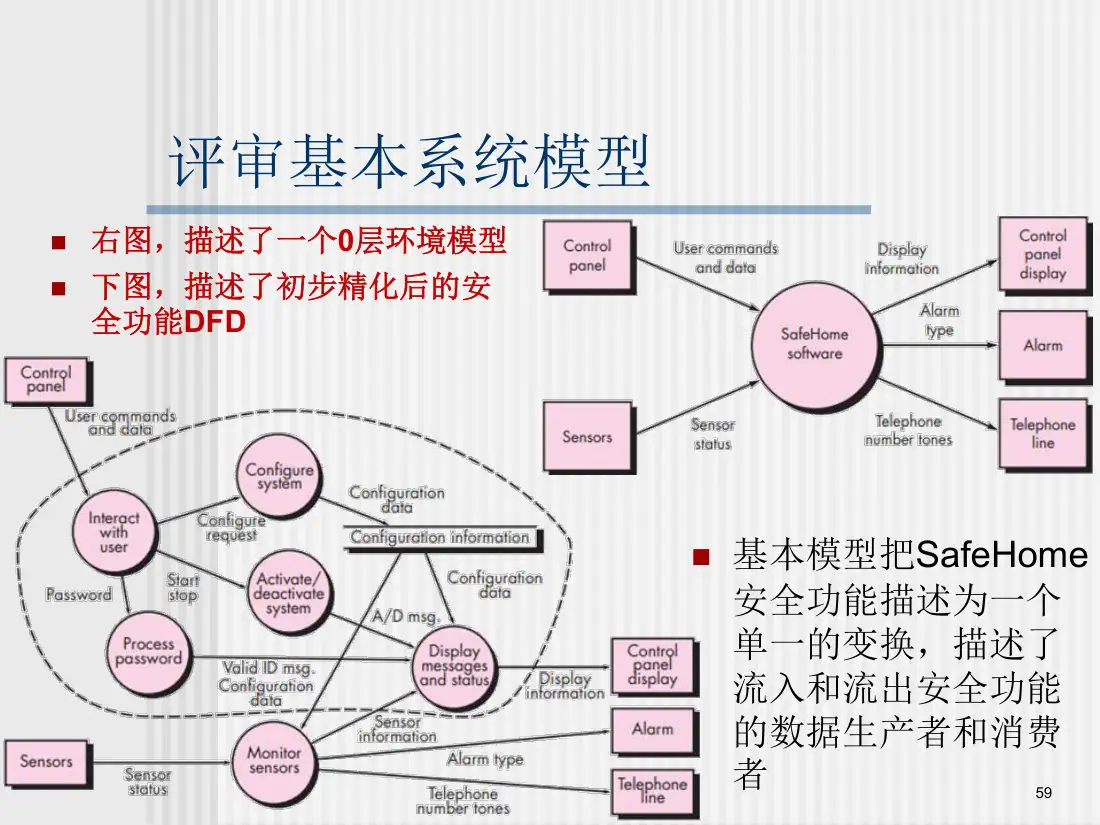 评审基本系统模型
右图，描述了一个0层环境模型
下图，描述了初步精化后的安
全功能DFD
Control
panel
User commands
and data
SafeHome
software
Display
information
Control
panel
display
Alarm
type
Alarm
Sensors
Sensor
status
Telephone
number tones
Telephone
line
Control
panel
User commands
and data
Interact
with
user
Configure
system
Configure
request
Configuration
data
Configuration information
Password
Start
stop
Activate/
deactivate
system
Configuration
data
A/D msg.
Process
password
Valid ID msg.
Configuration
data
Display
messages
and status
Display
information
Control
panel
display
Sensor
information
Sensors
Sensor
status
Monitor
sensors
Alarm type
Alarm
Telephone
number tones
Telephone
line
基本模型把SafeHome
安全功能描述为一个
单一的变换，描述了
流入和流出安全功能
的数据生产者和消费
者
59